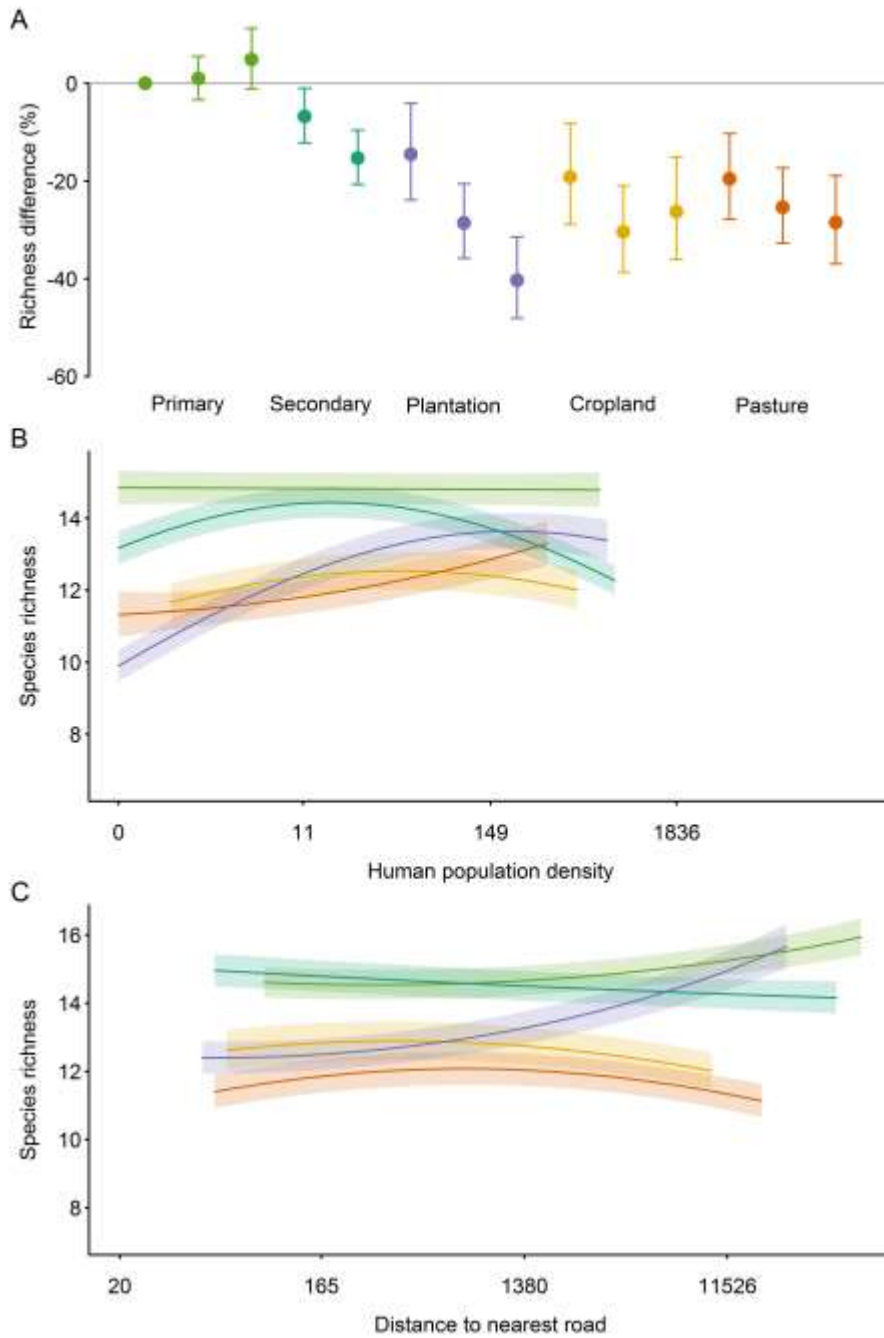 A
Richness difference (%)
0
-20
-40
-60
Primary Secondary Plantation Cropland Pasture
B
Species richness
14
12
10
8
0 11 149 1836
Human population density
C
Species richness
16
14
12
10
8
20 165 1380 11526
Distance to nearest road